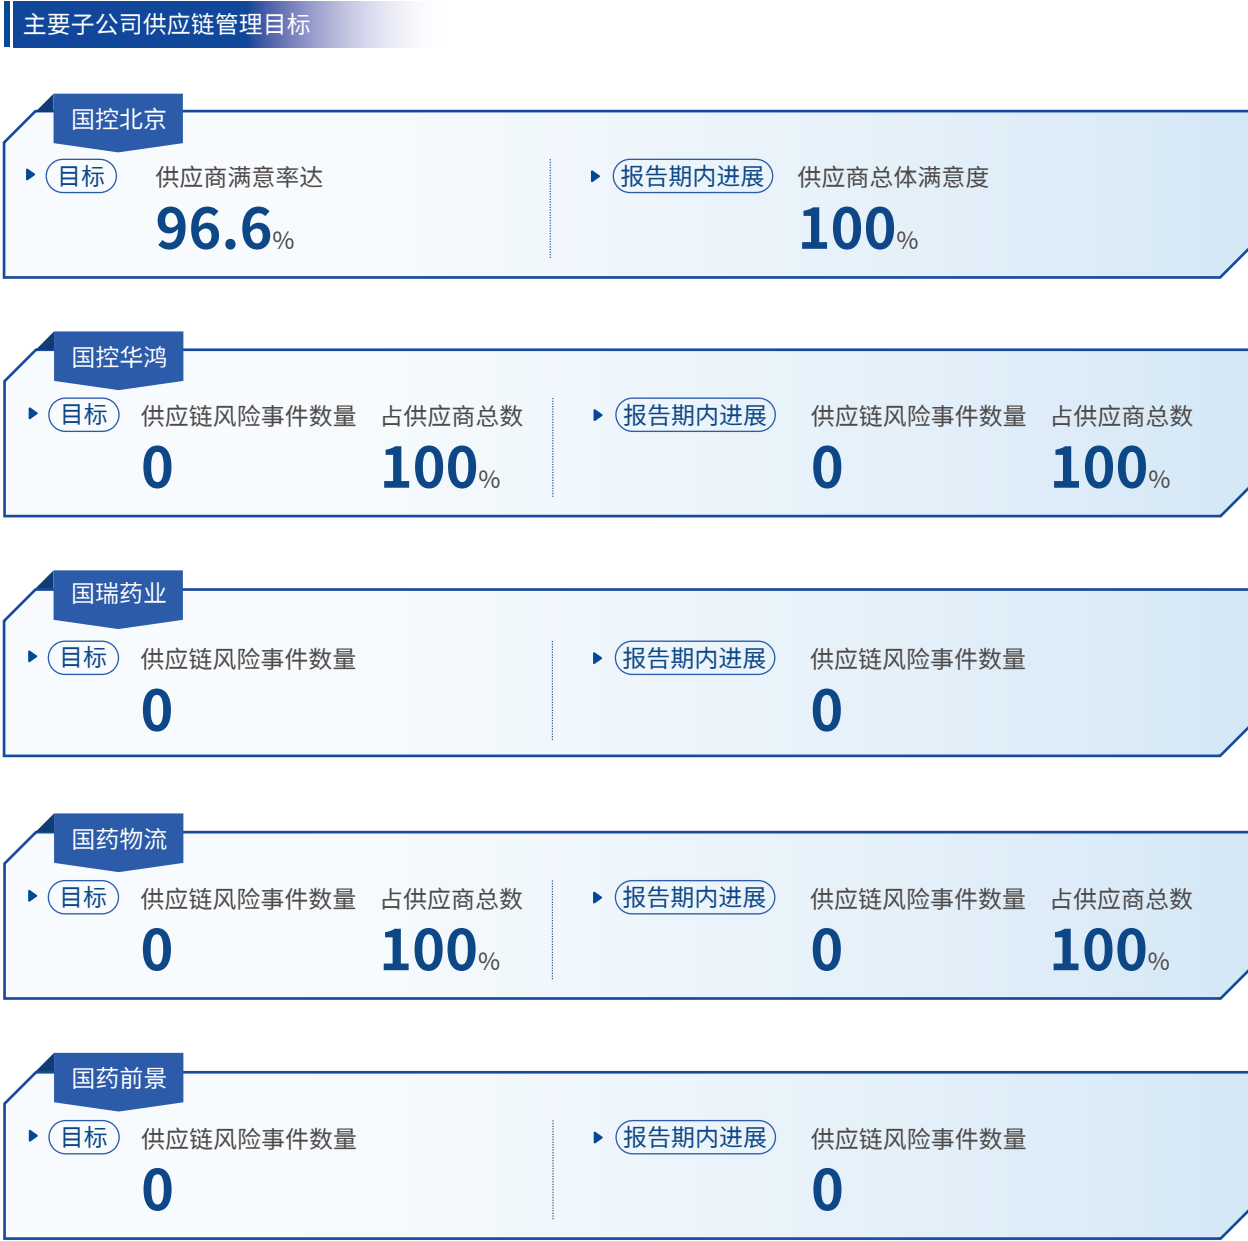 主要子公司供应链管理目标
国控北京
目标 供应商满意率达 报告期内进展 供应商总体满意度
96.6% 100%
国控华鸿
目标 供应链风险事件数量 占供应商总数 报告期内进展 供应链风险事件数量 占供应商总数
0 100% 0 100%
国瑞药业
目标 供应链风险事件数量 报告期内进展 供应链风险事件数量
0 0
国药物流
目标 供应链风险事件数量 占供应商总数 报告期内进展 供应链风险事件数量 占供应商总数
0 100% 0 100%
国药前景
目标 供应链风险事件数量 报告期内进展 供应链风险事件数量
0 0